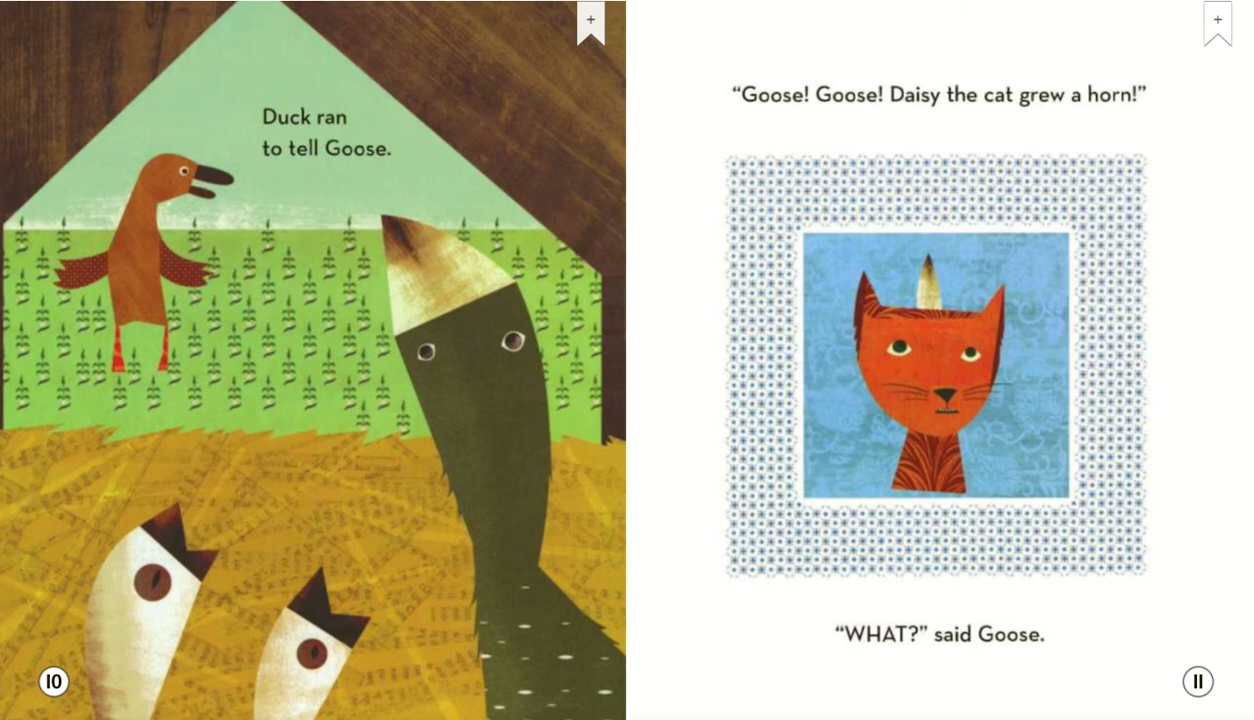 Duck ran
to tell Goose.
10
“Goose! Goose! Daisy the cat grew a horn!”
“WHAT?” said Goose.
11